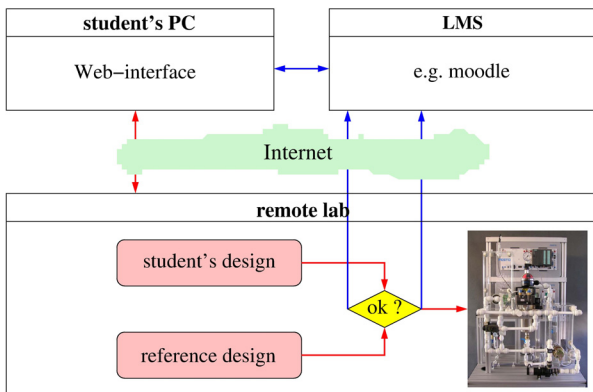 student's PC
LMS
Web-interface
e.g. moodle
Internet
remote lab
student's design
ok ?
reference design